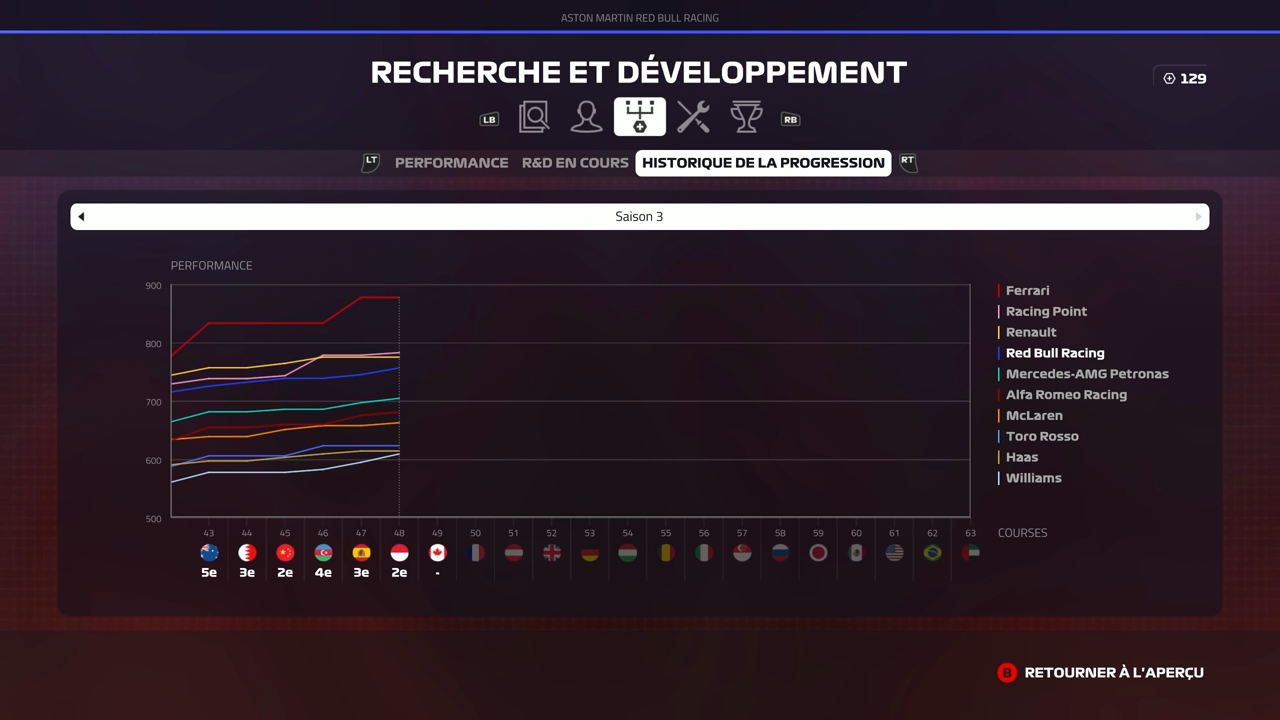 ASTON MARTIN RED BULL RACING
RECHERCHE ET DÉVELOPPEMENT
129
LB
RB
LT PERFORMANCE R&D EN COURS HISTORIQUE DE LA PROGRESSION RT
Saison 3
PERFORMANCE
900
800
700
600
500
Ferrari
Racing Point
Renault
Red Bull Racing
Mercedes-AMG Petronas
Alfa Romeo Racing
McLaren
Toro Rosso
Haas
Williams
43 44 45 46 47 48 49 50 51 52 53 54 55 56 57 58 59 60 61 62 63 COURSES
5e 3e 2e 4e 3e 2e -
B RETOURNER À L'APERÇU